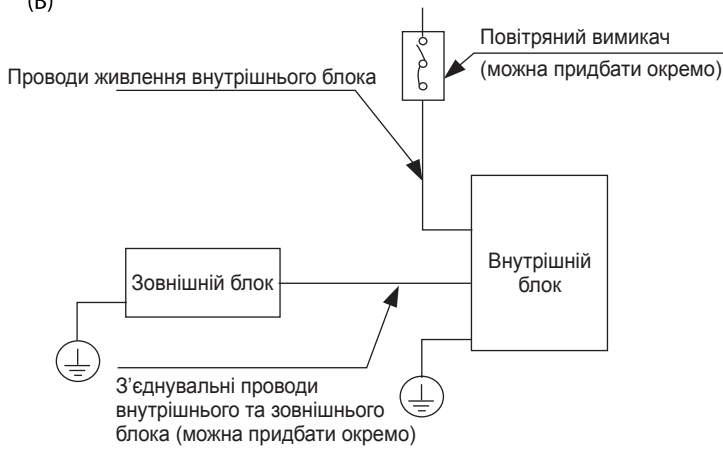 (Б)
Повітряний вимикач
(можна придбати окремо)
Проводи живлення внутрішнього блока
Зовнішній блок
Внутрішній
блок
З’єднувальні проводи
внутрішнього та зовнішнього
блока (можна придбати окремо)